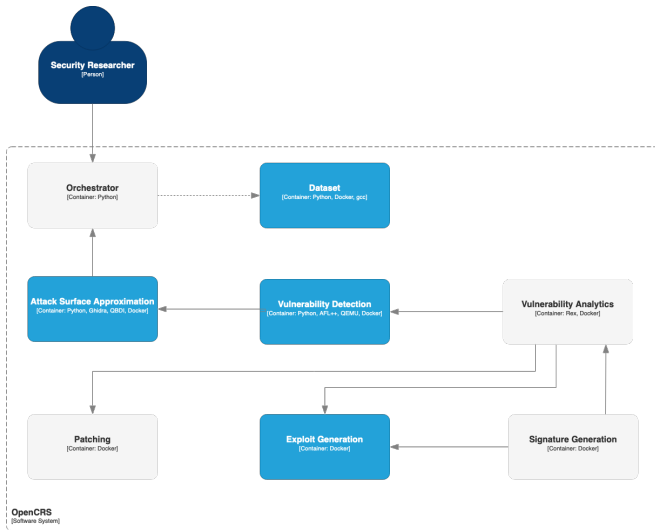 Security Researcher
[Person]
Orchestrator
[Container: Python]
Dataset
[Container: Python, Docker, gcc]
Attack Surface Approximation
[Container: Python, Ghidra, QBDI, Docker]
Vulnerability Detection
[Container: Python, AFL++, QEMU, Docker]
Vulnerability Analytics
[Container: Rex, Docker]
Patching
[Container: Docker]
Exploit Generation
[Container: Docker]
Signature Generation
[Container: Docker]
OpenCRS
[Software System]